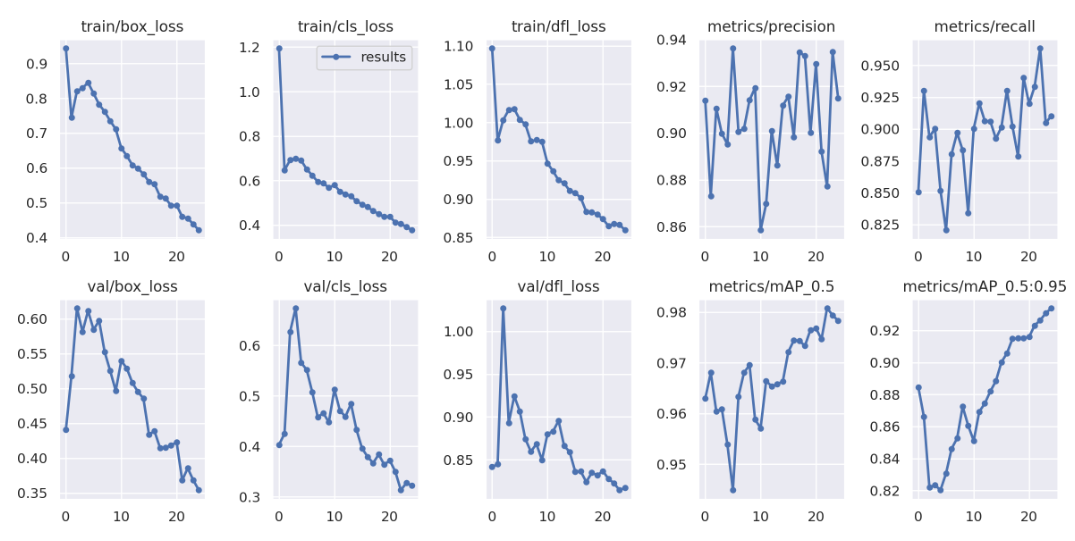 train/box_loss
train/cls_loss
train/dfl_loss
metrics/precision
metrics/recall
0.9
0.8
0.7
0.6
0.5
0.4
0 10 20
1.2
1.0
0.8
0.6
0.4
results
0 10 20
1.10
1.05
1.00
0.95
0.90
0.85
0 10 20
0.94
0.92
0.90
0.88
0.86
0 10 20
0.950
0.925
0.900
0.875
0.850
0.825
0 10 20
val/box_loss
val/cls_loss
val/dfl_loss
metrics/mAP_0.5
metrics/mAP_0.5:0.95
0.60
0.55
0.50
0.45
0.40
0.35
0 10 20
0.6
0.5
0.4
0.3
0 10 20
1.00
0.95
0.90
0.85
0 10 20
0.98
0.97
0.96
0.95
0 10 20
0.92
0.90
0.88
0.86
0.84
0.82
0 10 20